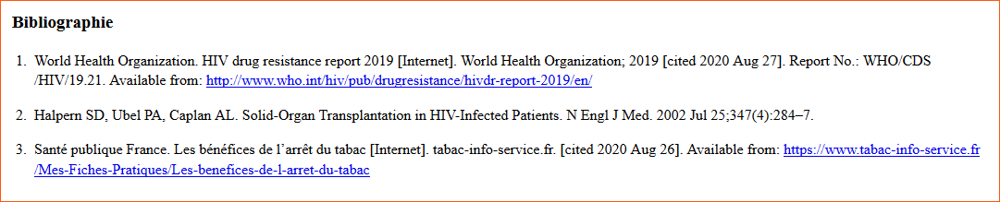 Bibliographie
1. World Health Organization. HIV drug resistance report 2019 [Internet]. World Health Organization; 2019 [cited 2020 Aug 27]. Report No.: WHO/CDS
/HIV/19.21. Available from: http://www.who.int/hiv/pub/drugresistance/hivdr-report-2019/en/
2. Halpern SD, Ubel PA, Caplan AL. Solid-Organ Transplantation in HIV-Infected Patients. N Engl J Med. 2002 Jul 25;347(4):284–7.
3. Santé publique France. Les bénéfices de l’arrêt du tabac [Internet]. tabac-info-service.fr. [cited 2020 Aug 26]. Available from: https://www.tabac-info-service.fr
/Mes-Fiches-Pratiques/Les-benefices-de-l-arret-du-tabac